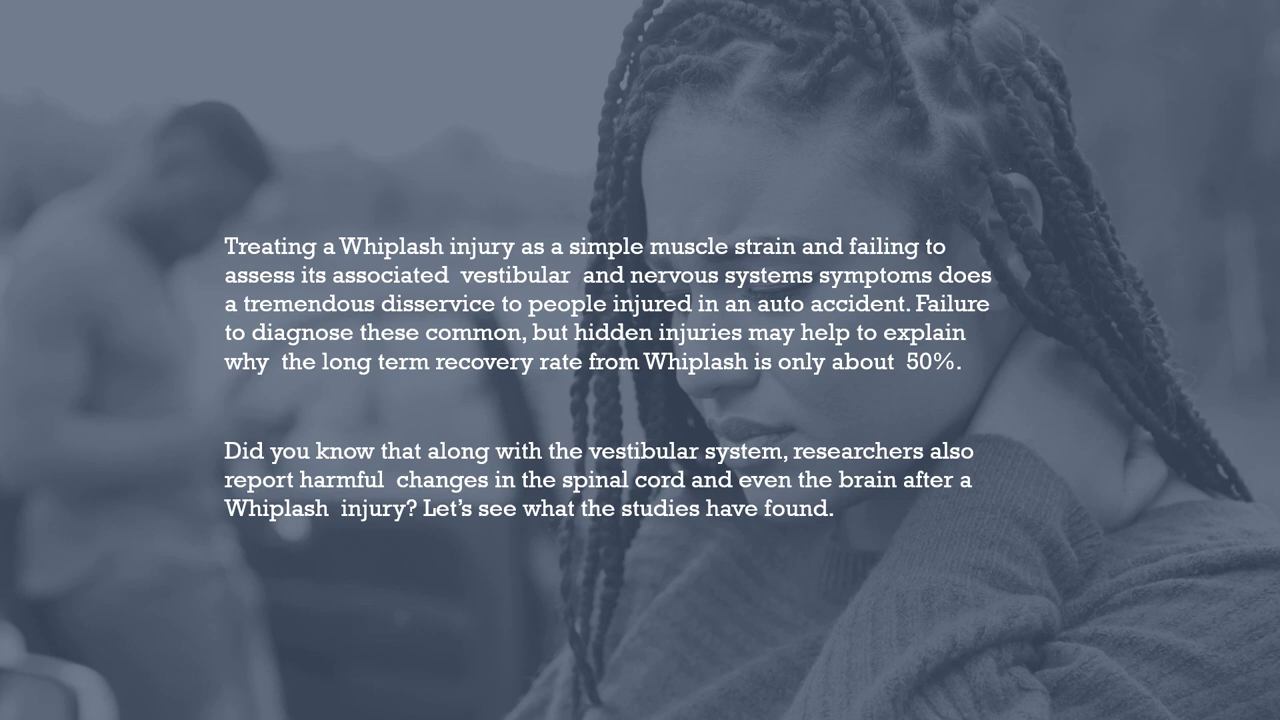 Treating a Whiplash injury as a simple muscle strain and failing to
assess its associated  vestibular  and nervous systems symptoms does
a tremendous disservice to people injured in an auto accident. Failure
to diagnose these common, but hidden injuries may help to explain
why  the long term recovery rate from Whiplash is only about  50%.
Did you know that along with the vestibular system, researchers also
report harmful  changes in the spinal cord and even the brain after a
Whiplash  injury? Let’s see what the studies have found.